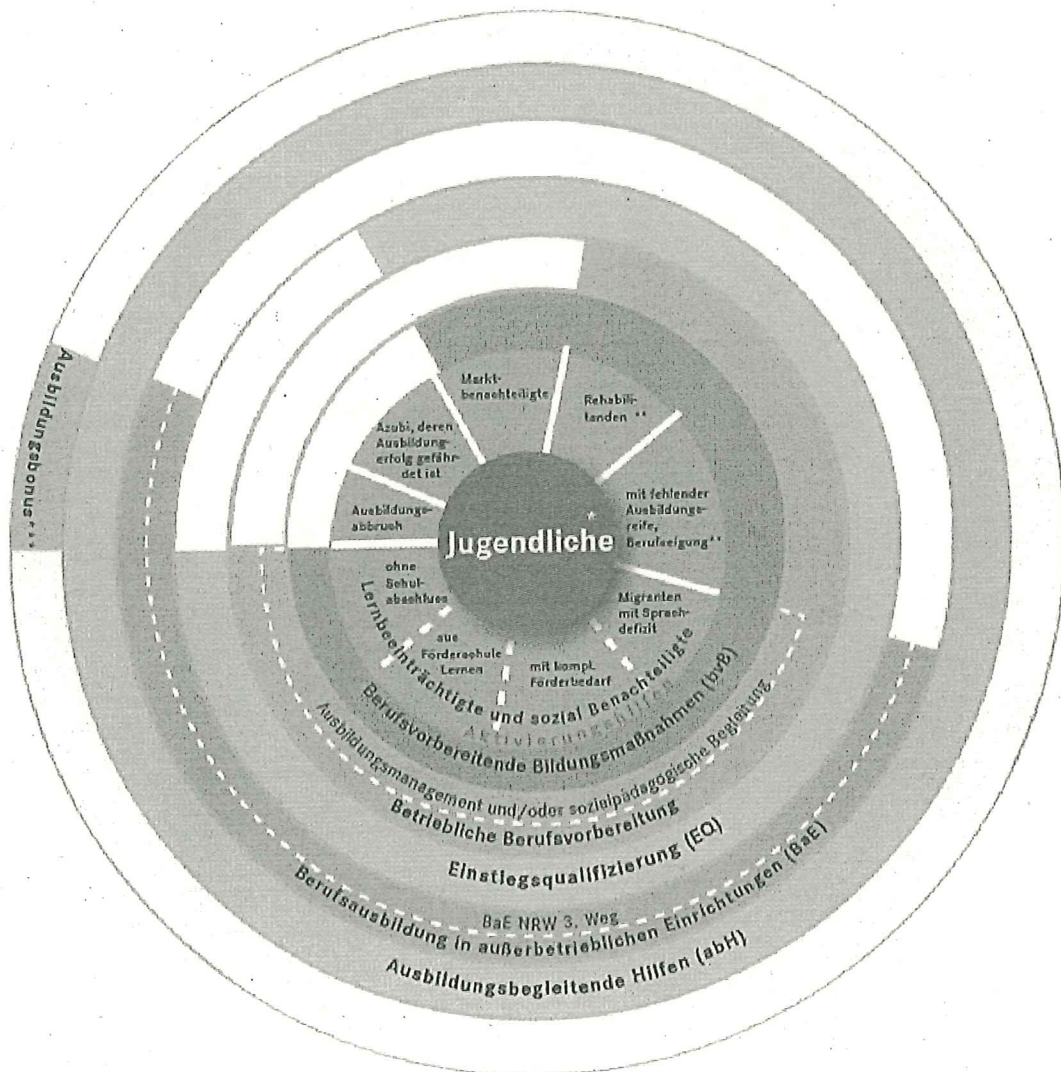 Ausbildungsbonus***
Markt-
benachteiligte
Rehabili-
tanden **
Azubi, deren
Ausbildung-
erfolg gefähr-
det ist
mit fehlender
Ausbildungs-
reife,
Berufseigung**
Ausbildungs-
abbruch
Jugendliche*
ohne
Schul-
abschluss
Migranten
mit Sprach-
defizit
aus
Förderschule
Lernen
mit kompl.
Förderbedarf
Lernbeeinträchtigte und sozial Benachteiligte
Aktivierungshilfen
Berufsvorbereitende Bildungsmaßnahmen (bvB)
Ausbildungsmanagement und/oder sozialpädagogische Begleitung
Betriebliche Berufsvorbereitung
Einstiegsqualifizierung (EQ)
BaE NRW 3. Weg
Berufsausbildung in außerbetrieblichen Einrichtungen (BaE)
Ausbildungsbegleitende Hilfen (abH)